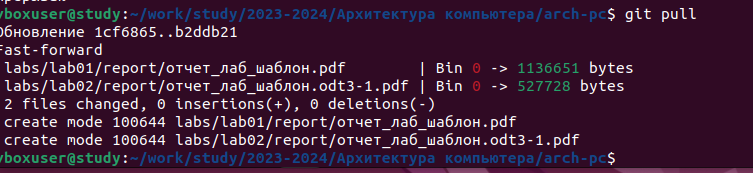 vboxuser@study:~/work/study/2023-2024/Архитектура компьютера/arch-pc$ git pull
Обновление 1cf6865..b2ddb21
Fast-forward
labs/lab01/report/отчет_лаб_шаблон.pdf | Bin 0 -> 1136651 bytes
labs/lab02/report/отчет_лаб_шаблон.odt3-1.pdf | Bin 0 -> 527728 bytes
2 files changed, 0 insertions(+), 0 deletions(-)
create mode 100644 labs/lab01/report/отчет_лаб_шаблон.pdf
create mode 100644 labs/lab02/report/отчет_лаб_шаблон.odt3-1.pdf
vboxuser@study:~/work/study/2023-2024/Архитектура компьютера/arch-pc$